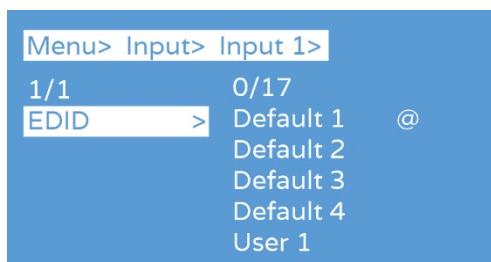 Menu> Input> Input 1>
1/1 0/17
EDID > Default 1 @
Default 2
Default 3
Default 4
User 1